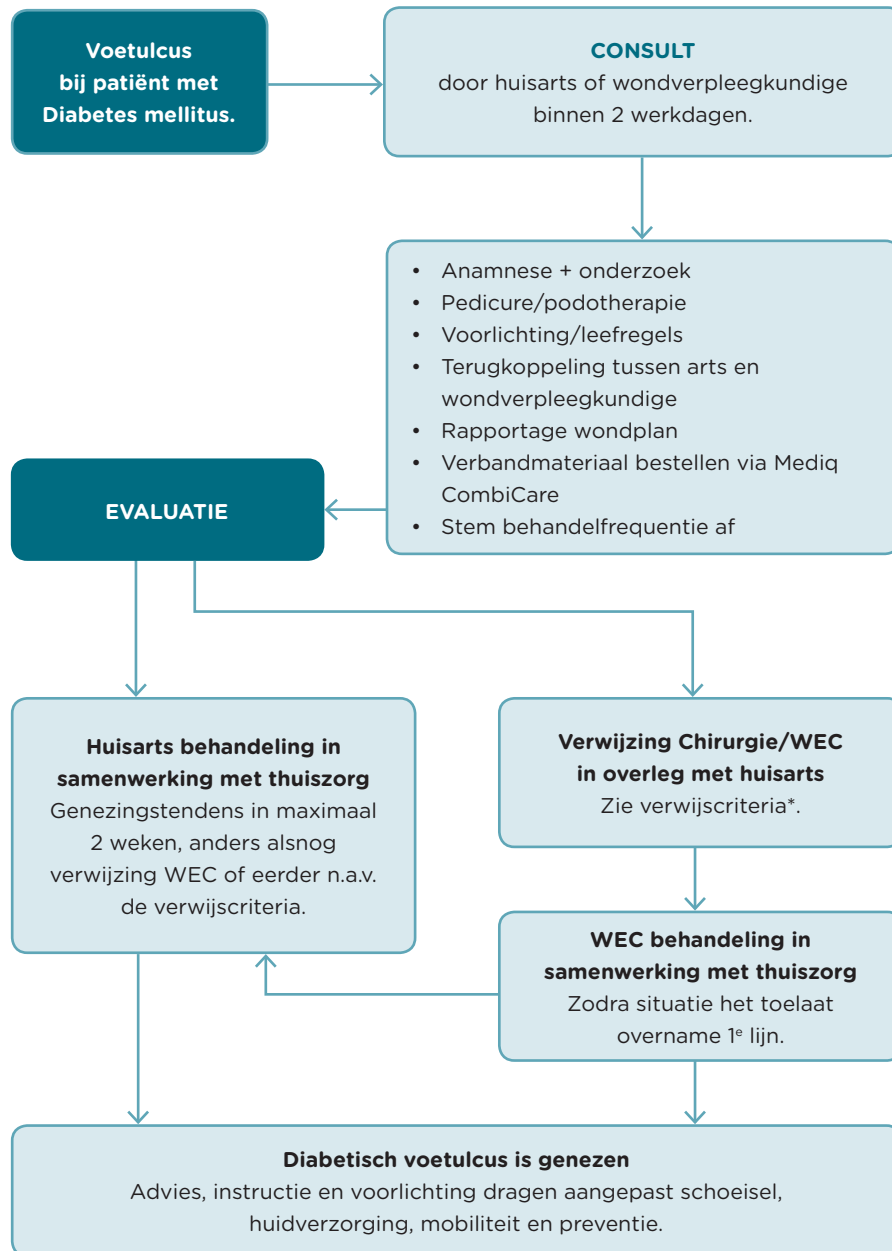 Voetulcus
bij patiënt met
Diabetes mellitus.
CONSULT
door huisarts of wondverpleegkundige
binnen 2 werkdagen.
• Anamnese + onderzoek
• Pedicure/podotherapie
• Voorlichting/leefregels
• Terugkoppeling tussen arts en
wondverpleegkundige
• Rapportage wondplan
• Verbandmateriaal bestellen via Mediq
CombiCare
• Stem behandelfrequentie af
EVALUATIE
Huisarts behandeling in
samenwerking met thuiszorg
Genezingstendens in maximaal
2 weken, anders alsnog
verwijzing WEC of eerder n.a.v.
de verwijscriteria.
Verwijzing Chirurgie/WEC
in overleg met huisarts
Zie verwijscriteria*.
WEC behandeling in
samenwerking met thuiszorg
Zodra situatie het toelaat
overname 1e lijn.
Diabetisch voetulcus is genezen
Advies, instructie en voorlichting dragen aangepast schoeisel,
huidverzorging, mobiliteit en preventie.